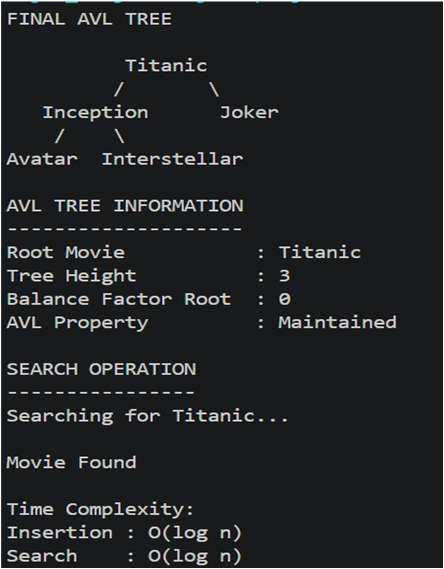 FINAL AVL TREE
Titanic
/ \
Inception Joker
/ \
Avatar Interstellar
AVL TREE INFORMATION
--------------------
Root Movie : Titanic
Tree Height : 3
Balance Factor Root : 0
AVL Property : Maintained
SEARCH OPERATION
----------------
Searching for Titanic...
Movie Found
Time Complexity:
Insertion : O(log n)
Search : O(log n)